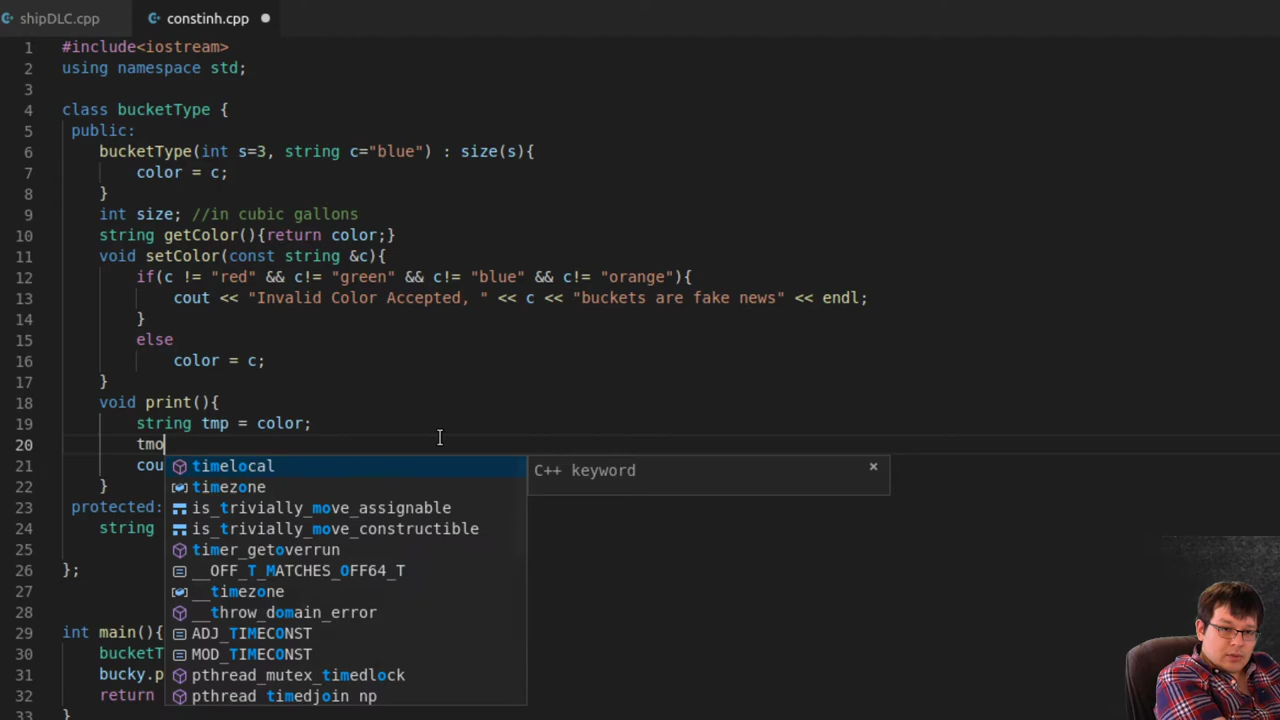 shipDLC.cpp
constinh.cpp
1 #include<iostream>
2 using namespace std;
3
4 class bucketType {
5 public:
6 bucketType(int s=3, string c="blue") : size(s){
7 color = c;
8 }
9 int size; //in cubic gallons
10 string getColor(){return color;}
11 void setColor(const string &c){
12 if(c != "red" && c!= "green" && c!= "blue" && c!= "orange"){
13 cout << "Invalid Color Accepted, " << c << "buckets are fake news" << endl;
14 }
15 else
16 color = c;
17 }
18 void print(){
19 string tmp = color;
20 tmo
timelocal C++ keyword
21 cou
timezone
22 }
is_trivially_move_assignable
23 protected:
is_trivially_move_constructible
24 string
timer_getoverrun
25
__OFF_T_MATCHES_OFF64_T
26 };
__timezone
27
__throw_domain_error
28
ADJ_TIMECONST
29 int main(){
MOD_TIMECONST
30 bucketT
pthread_mutex_timedlock
31 bucky.p
pthread_timedjoin_np
32 return
33 }